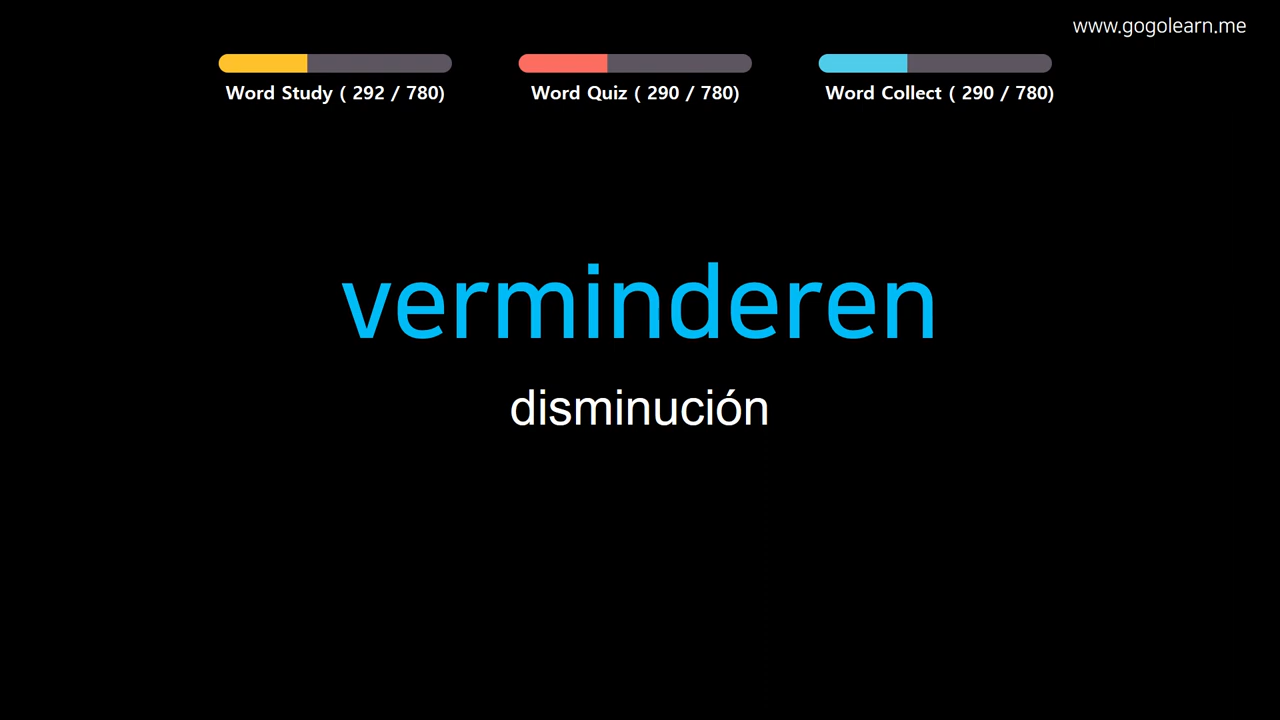 www.gogolearn.me
Word Study ( 292 / 780)
Word Quiz ( 290 / 780)
Word Collect ( 290 / 780)
verminderen
disminución